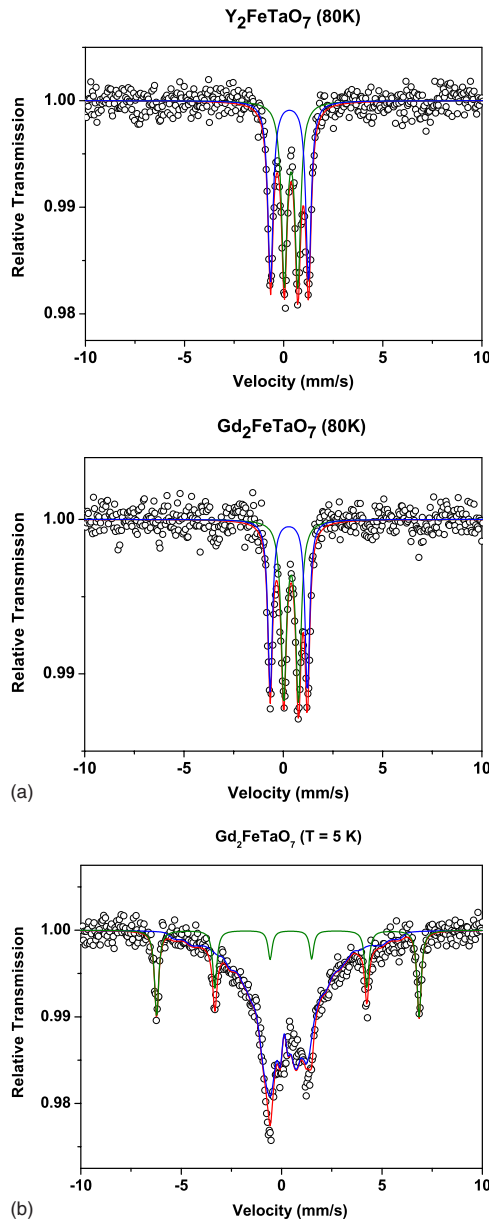 Y₂FeTaO₇ (80K)
1.00
0.99
0.98
Relative Transmission
-10 -5 0 5 10
Velocity (mm/s)
Gd₂FeTaO₇ (80K)
1.00
0.99
Relative Transmission
-10 -5 0 5 10
(a)
Velocity (mm/s)
Gd₂FeTaO₇ (T = 5 K)
1.00
0.99
0.98
Relative Transmission
-10 -5 0 5 10
(b)
Velocity (mm/s)